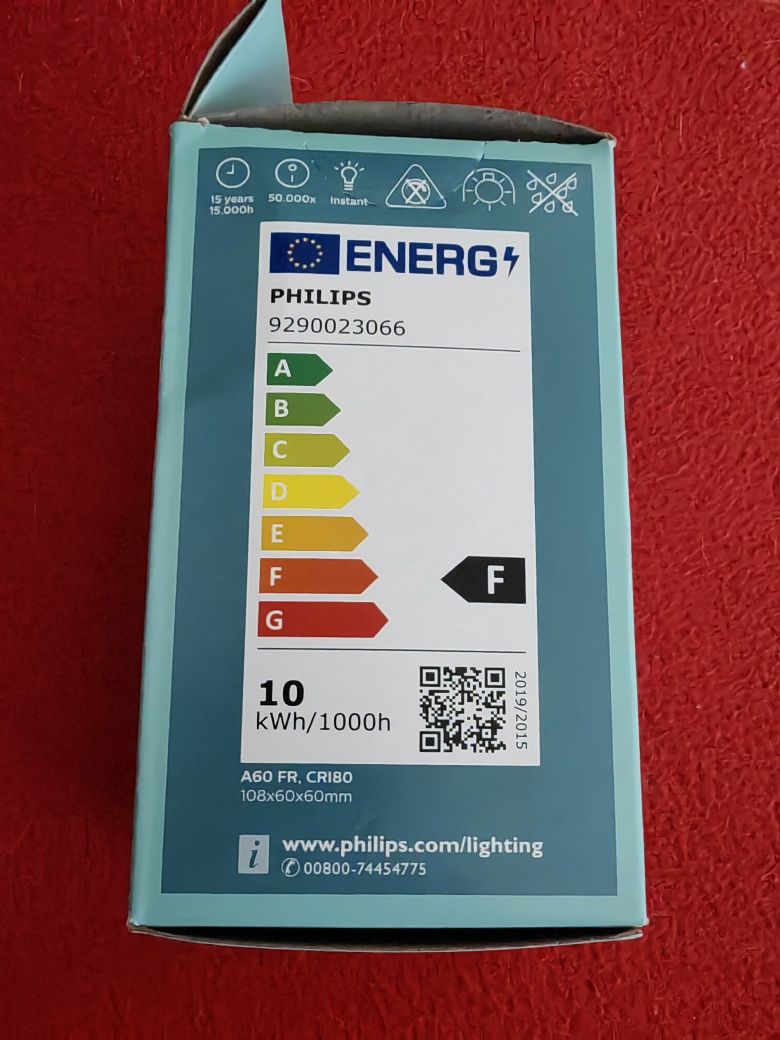 15 years
15.000h
50.000x
Instant
ENERG
PHILIPS
9290023066
A
B
C
D
E
F
F
G
10
kWh/1000h
2019/2015
A60 FR, CRI80
108x60x60mm
i
www.philips.com/lighting
00800-74454775